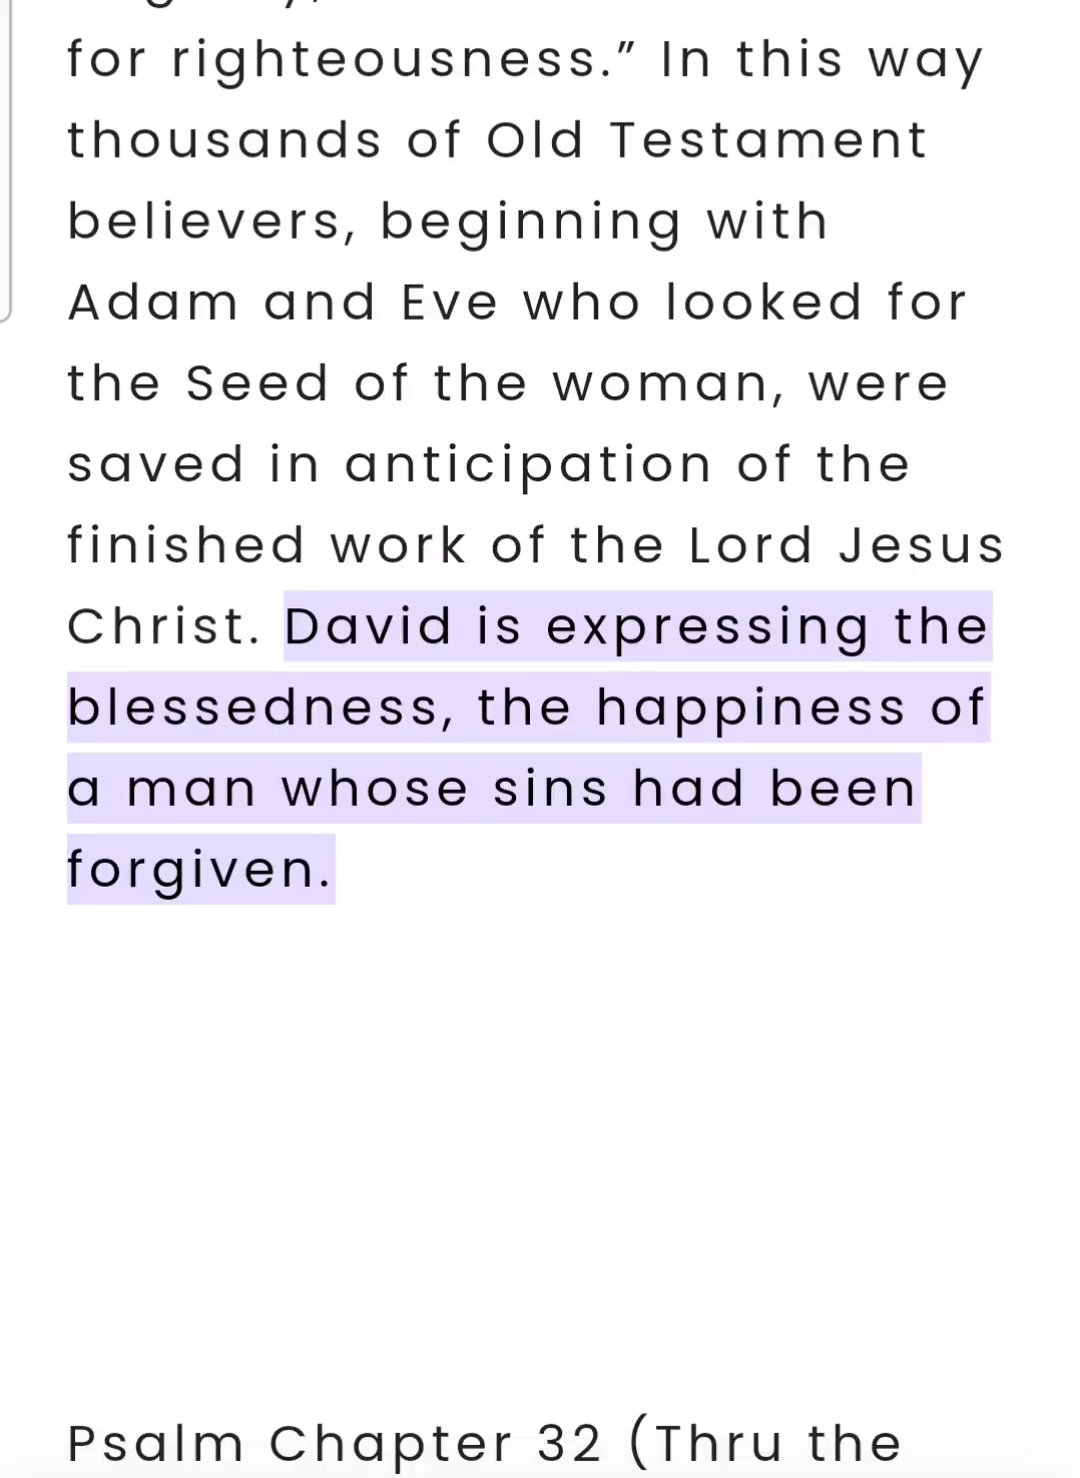 for righteousness.” In this way
thousands of Old Testament
believers, beginning with
Adam and Eve who looked for
the Seed of the woman, were
saved in anticipation of the
finished work of the Lord Jesus
Christ. David is expressing the
blessedness, the happiness of
a man whose sins had been
forgiven.
Psalm Chapter 32 (Thru the